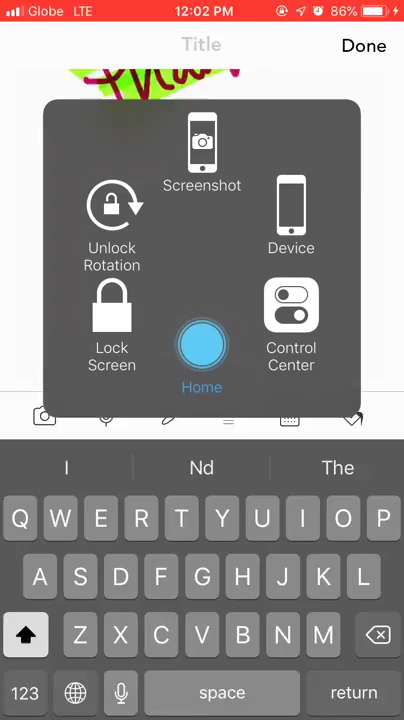 Globe LTE 12:02 PM 86%
Title Done
Screenshot
Unlock
Rotation
Device
Lock
Screen
Control
Center
Home
I Nd The
Q W E R T Y U I O P
A S D F G H J K L
Z X C V B N M
123 space return